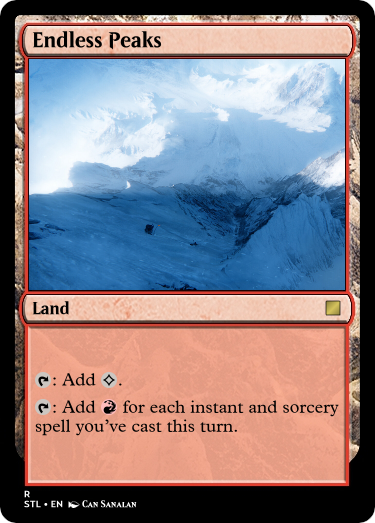 Endless Peaks
Land
: Add .
: Add for each instant and sorcery
spell you've cast this turn.
R
STL • EN Can Sanalan